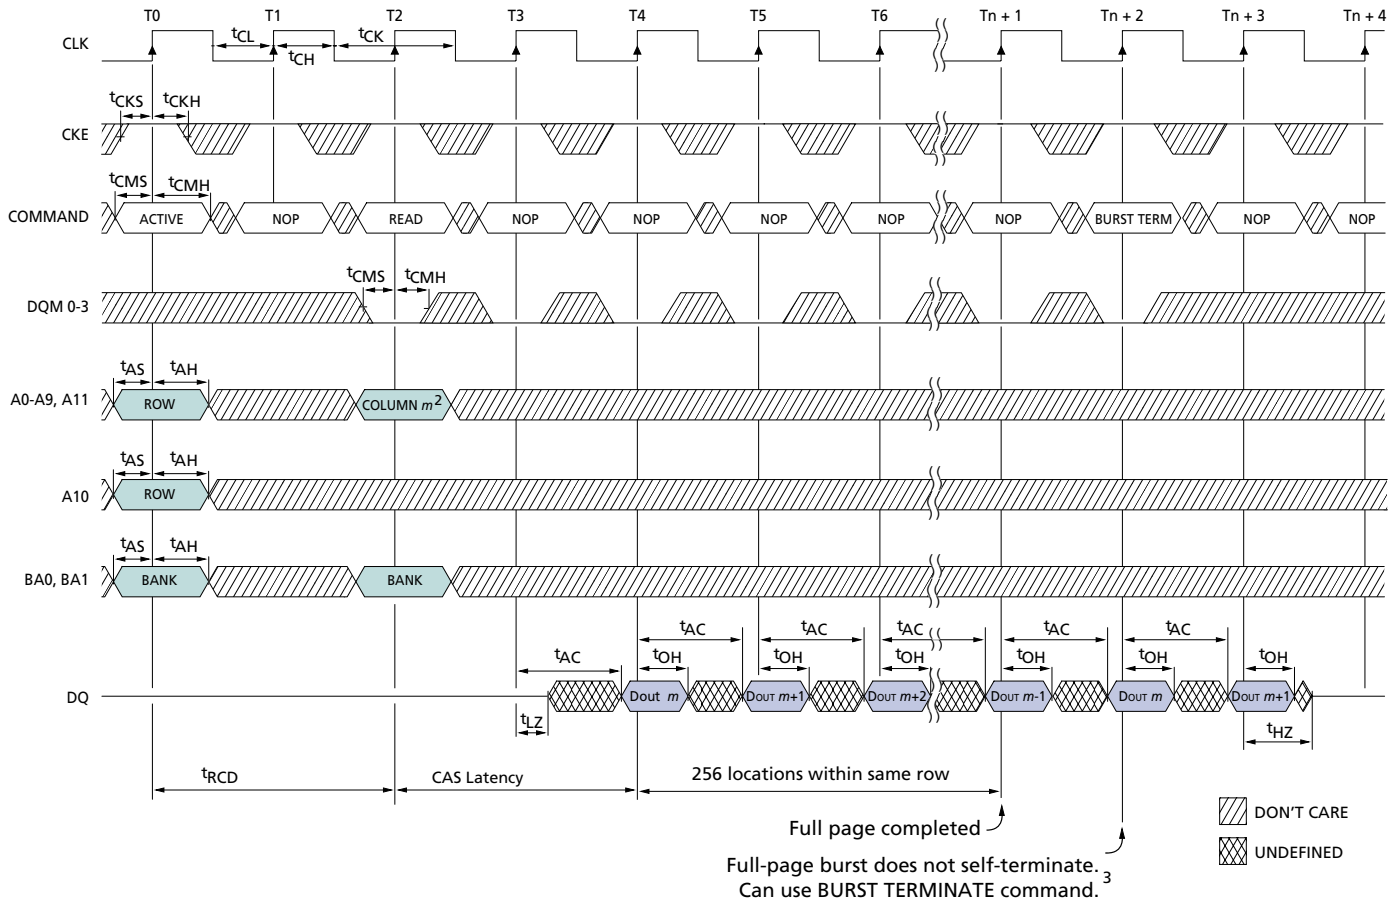 T0 T1 T2 T3 T4 T5 T6 Tn + 1 Tn + 2 Tn + 3 Tn + 4
CLK tCL tCH tCK
CKE tCKS tCKH
tCMS tCMH
COMMAND ACTIVE NOP READ NOP NOP NOP NOP NOP BURST TERM NOP NOP
tCMS tCMH
DQM 0-3
tAS tAH
A0-A9, A11 ROW COLUMN m2
tAS tAH
A10 ROW
tAS tAH
BA0, BA1 BANK BANK
tAC tAC tAC tAC tAC
tAC tOH tOH tOH tOH tOH tOH
DQ Dout m DOUT m+1 DOUT m+2 DOUT m-1 DOUT m DOUT m+1
tLZ tHZ
tRCD CAS Latency 256 locations within same row
Full page completed
DON'T CARE
UNDEFINED
Full-page burst does not self-terminate.
Can use BURST TERMINATE command. 3